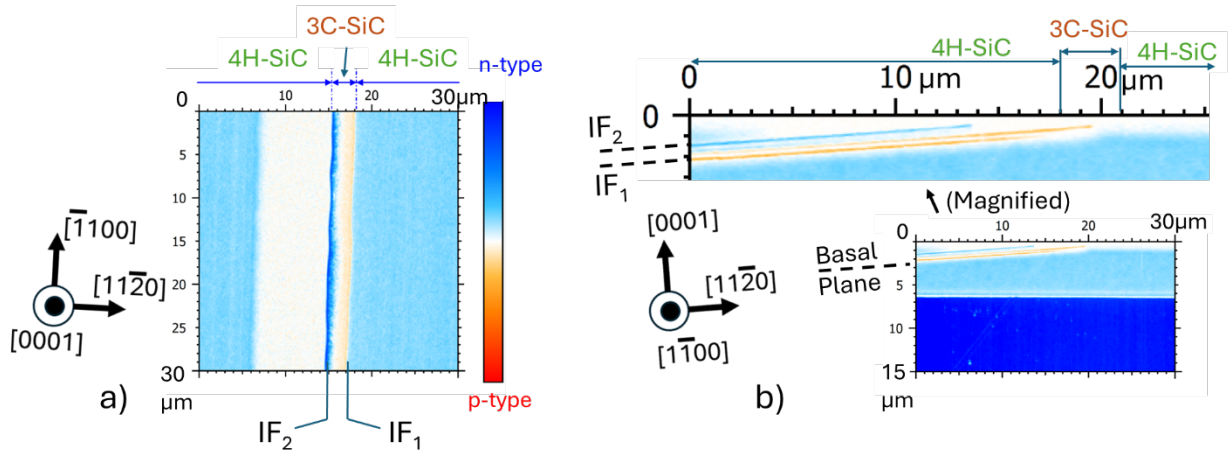 3C-SiC
4H-SiC 4H-SiC
n-type
0 10 20 30μm
5
10
15
20
25
30
μm
p-type
[1̅100]
[112̅0]
[0001]
a)
IF₂ IF₁
3C-SiC
4H-SiC
4H-SiC
0 10 μm 20 μm
0
IF₂
IF₁
(Magnified)
[0001]
[112̅0]
[11̅00]
0 10 20 30μm
Basal
Plane
5
10
15
μm
b)